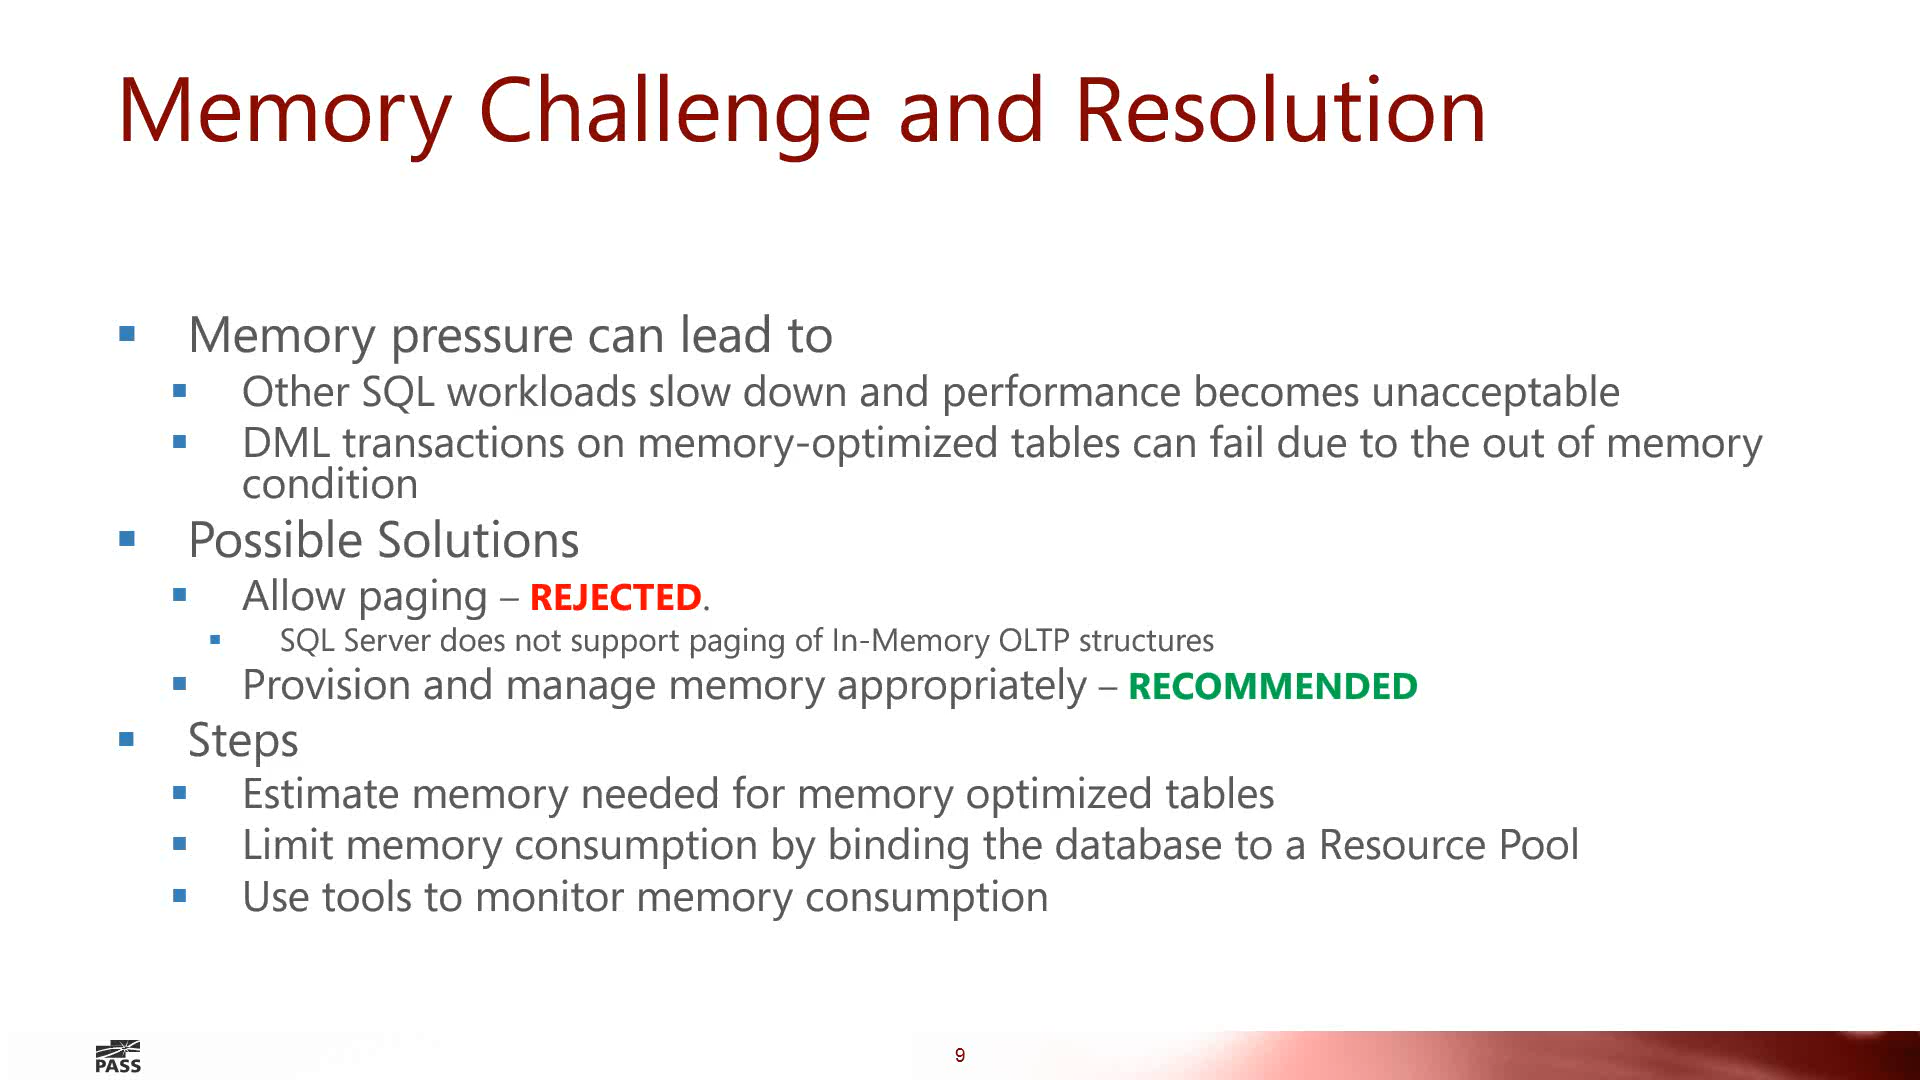 Memory Challenge and Resolution
Memory pressure can lead to
Other SQL workloads slow down and performance becomes unacceptable
DML transactions on memory-optimized tables can fail due to the out of memory
condition
Possible Solutions
Allow paging – REJECTED.
SQL Server does not support paging of In-Memory OLTP structures
Provision and manage memory appropriately – RECOMMENDED
Steps
Estimate memory needed for memory optimized tables
Limit memory consumption by binding the database to a Resource Pool
Use tools to monitor memory consumption
PASS
9